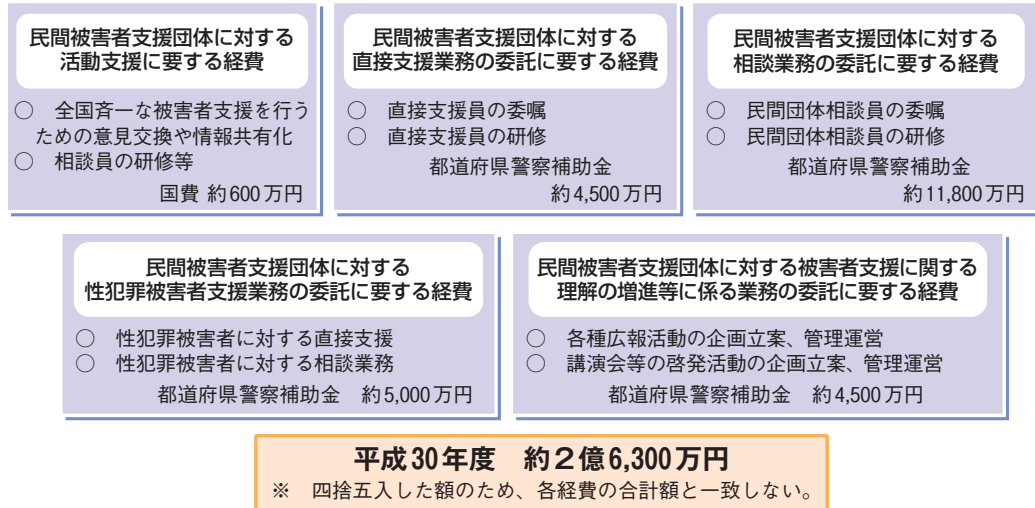 民間被害者支援団体に対する
活動支援に要する経費
○　全国斉一な被害者支援を行う
ための意見交換や情報共有化
○　相談員の研修等
国費 約600万円
民間被害者支援団体に対する
直接支援業務の委託に要する経費
○　直接支援員の委嘱
○　直接支援員の研修
都道府県警察補助金
約4,500万円
民間被害者支援団体に対する
相談業務の委託に要する経費
○　民間団体相談員の委嘱
○　民間団体相談員の研修
都道府県警察補助金
約11,800万円
民間被害者支援団体に対する
性犯罪被害者支援業務の委託に要する経費
○　性犯罪被害者に対する直接支援
○　性犯罪被害者に対する相談業務
都道府県警察補助金　約5,000万円
民間被害者支援団体に対する被害者支援に関する
理解の増進等に係る業務の委託に要する経費
○　各種広報活動の企画立案、管理運営
○　講演会等の啓発活動の企画立案、管理運営
都道府県警察補助金　約4,500万円
平成30年度　約２億6,300万円
※　四捨五入した額のため、各経費の合計額と一致しない。